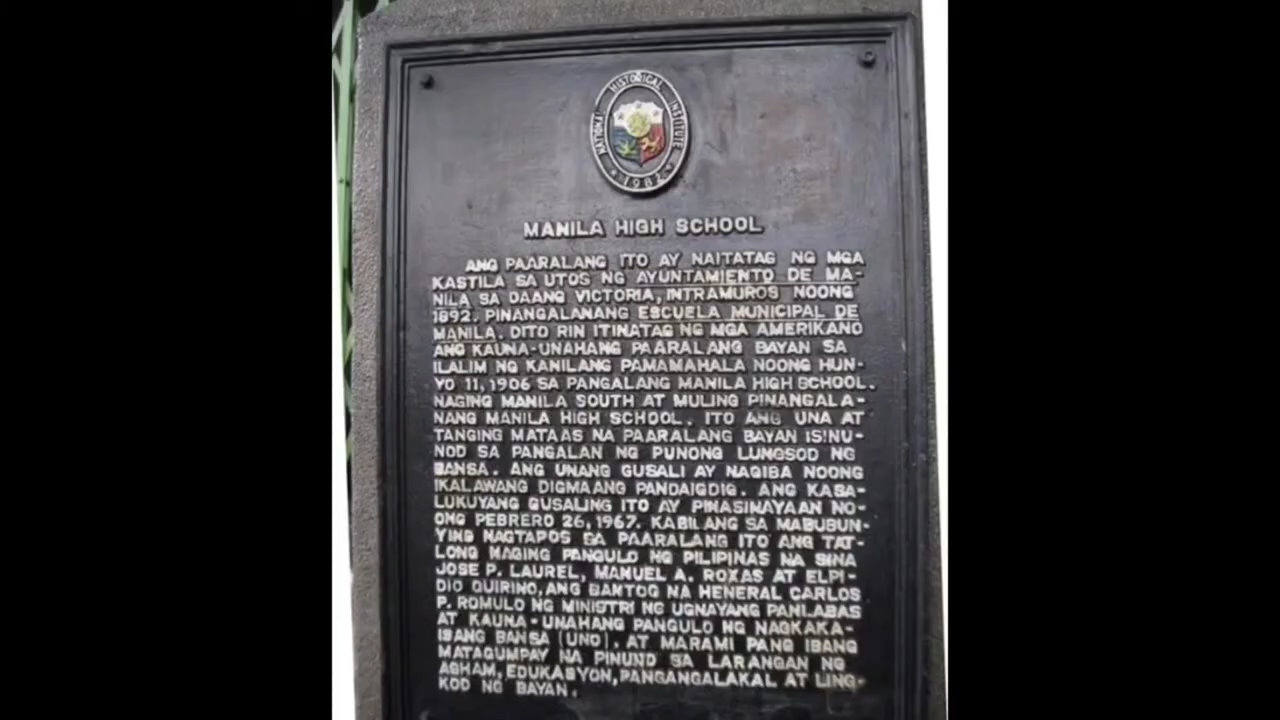 NATIONAL HISTORICAL INSTITUTE
1982
MANILA HIGH SCHOOL
ANG PAARALANG ITO AY NAITATAG NG MGA
KASTILA SA UTOS NG AYUNTAMIENTO DE MA-
NILA SA DAANG VICTORIA, INTRAMUROS NOONG
1892. PINANGALANANG ESCUELA MUNICIPAL DE
MANILA. DITO RIN ITINATAG NG MGA AMERIKANO
ANG KAUNA-UNAHANG PAARALANG BAYAN SA
ILALIM NG KANILANG PAMAMAHALA NOONG HUN-
YO 11, 1906 SA PANGALANG MANILA HIGH SCHOOL.
NAGING MANILA SOUTH AT MULING PINANGALA-
NANG MANILA HIGH SCHOOL. ITO ANG UNA AT
TANGING MATAAS NA PAARALANG BAYAN ISINU-
NOD SA PANGALAN NG PUNONG LUNGSOD NG
BANSA. ANG UNANG GUSALI AY NAGIBA NOONG
IKALAWANG DIGMAANG PANDAIGDIG. ANG KASA-
LUKUYANG GUSALING ITO AY PINASINAYAAN NO-
ONG PEBRERO 26, 1967. KABILANG SA MABUBUN-
YING NAGTAPOS SA PAARALANG ITO ANG TAT-
LONG NAGING PANGULO NG PILIPINAS NA SINA
JOSE P. LAUREL, MANUEL A. ROXAS AT ELPI-
DIO QUIRINO, ANG BANTOG NA HENERAL CARLOS
P. ROMULO NG MINISTRI NG UGNAYANG PANLABAS
AT KAUNA-UNAHANG PANGULO NG NAGKAKA-
ISANG BANSA (UNO). AT MARAMI PANG IBANG
MATAGUMPAY NA PINUNO SA LARANGAN NG
AGHAM, EDUKASYON, PANGANGALAKAL AT LING-
KOD NG BAYAN.